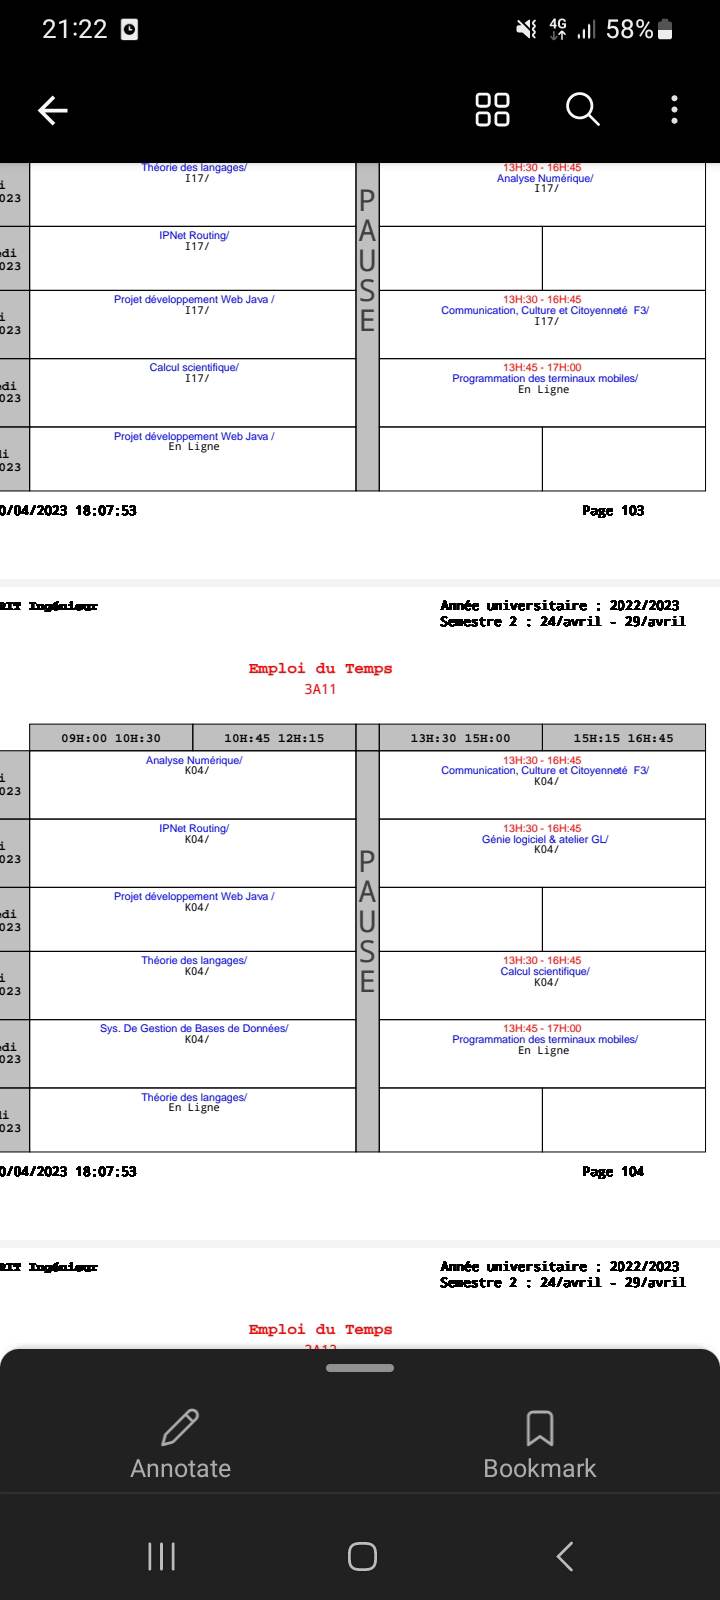 21:22 4G 58%
Théorie des langages/
I17/
13H:30 - 16H:45
Analyse Numérique/
I17/
i
023
IPNet Routing/
I17/
di
023
Projet développement Web Java /
I17/
13H:30 - 16H:45
Communication, Culture et Citoyenneté F3/
I17/
i
023
Calcul scientifique/
I17/
13H:45 - 17H:00
Programmation des terminaux mobiles/
En Ligne
edi
023
Projet développement Web Java /
En Ligne
di
023
P
A
U
S
E
0/04/2023 18:07:53 Page 103
RIT Ingénieur
Année universitaire : 2022/2023
Semestre 2 : 24/avril - 29/avril
Emploi du Temps
3A11
09H:00 10H:30 10H:45 12H:15 13H:30 15H:00 15H:15 16H:45
Analyse Numérique/
K04/
13H:30 - 16H:45
Communication, Culture et Citoyenneté F3/
K04/
i
023
IPNet Routing/
K04/
13H:30 - 16H:45
Génie logiciel & atelier GL/
K04/
i
023
Projet développement Web Java /
K04/
edi
023
Théorie des langages/
K04/
13H:30 - 16H:45
Calcul scientifique/
K04/
i
023
Sys. De Gestion de Bases de Données/
K04/
13H:45 - 17H:00
Programmation des terminaux mobiles/
En Ligne
edi
023
Théorie des langages/
En Ligne
di
023
P
A
U
S
E
0/04/2023 18:07:53 Page 104
RIT Ingénieur
Année universitaire : 2022/2023
Semestre 2 : 24/avril - 29/avril
Emploi du Temps
Annotate Bookmark